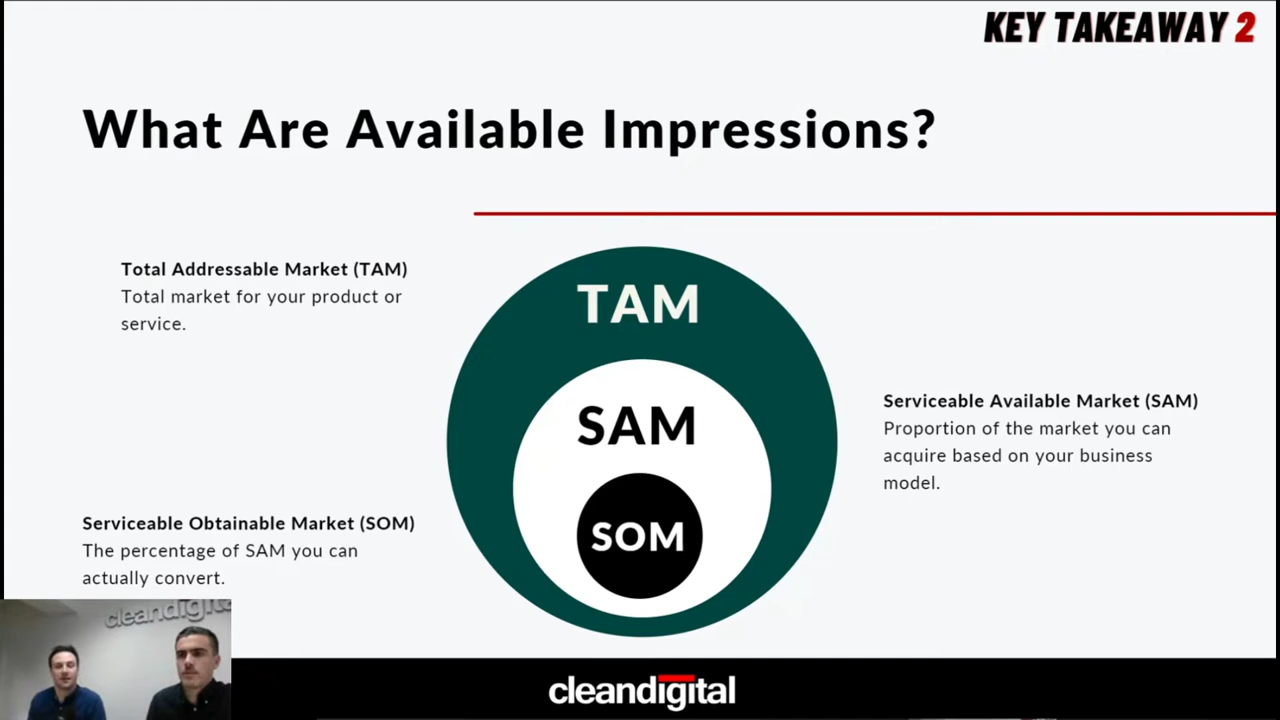 KEY TAKEAWAY 2
What Are Available Impressions?
Total Addressable Market (TAM)
Total market for your product or
service.
TAM
SAM
SOM
Serviceable Available Market (SAM)
Proportion of the market you can
acquire based on your business
model.
Serviceable Obtainable Market (SOM)
The percentage of SAM you can
actually convert.
cleandigita
cleandigital